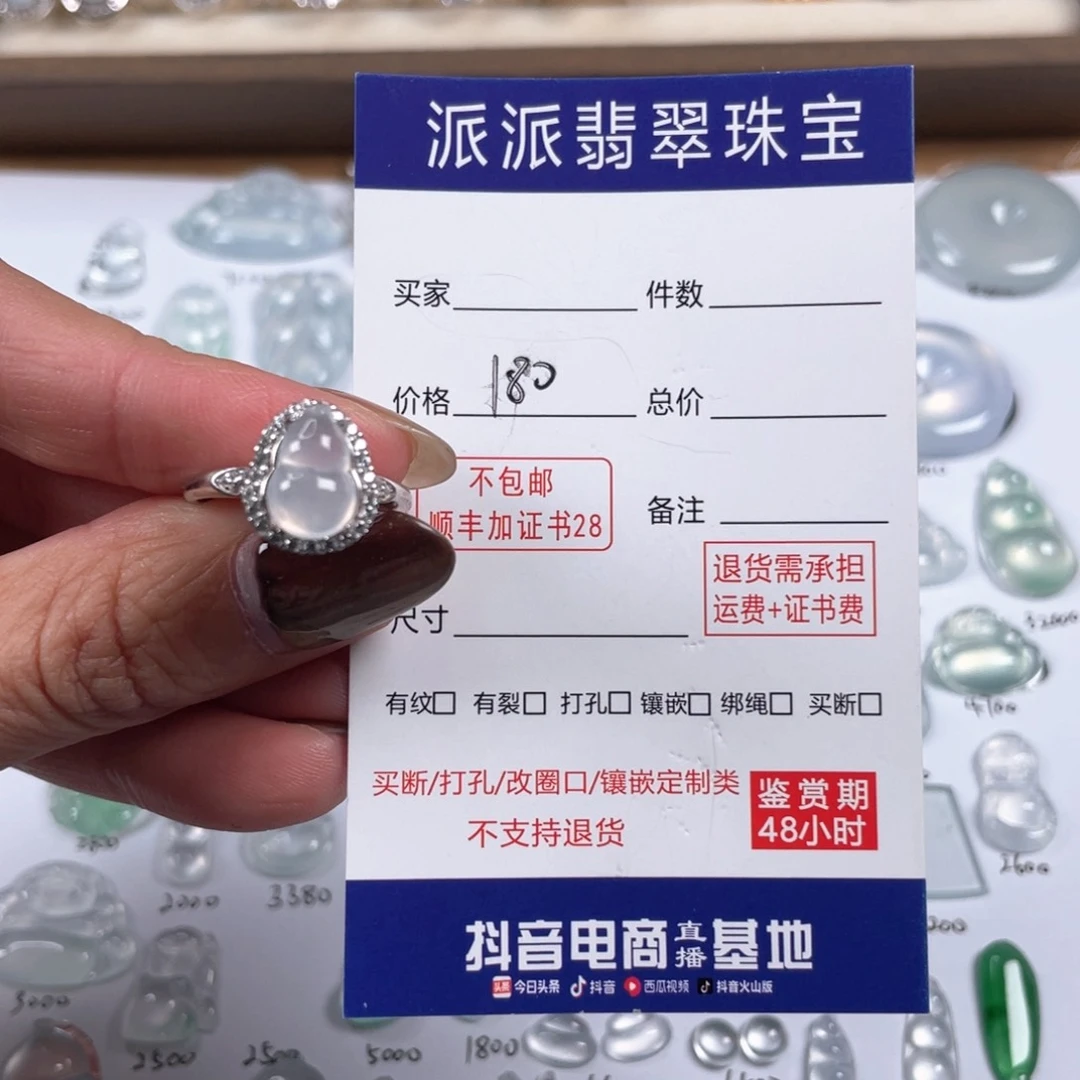 派派翡翠珠宝
买家
件数
价格 180
总价
不包邮
顺丰加证书28
备注
退货需承担
运费+证书费
尺寸
有纹□ 有裂□ 打孔□ 镶嵌□ 绑绳□ 买断□
买断/打孔/改圈口/镶嵌定制类
不支持退货
鉴赏期
48小时
抖音电商直播基地
头条 今日头条 抖音 西瓜视频 抖音火山版
2000
3380
2600
5000
2500
2500
5000
1800